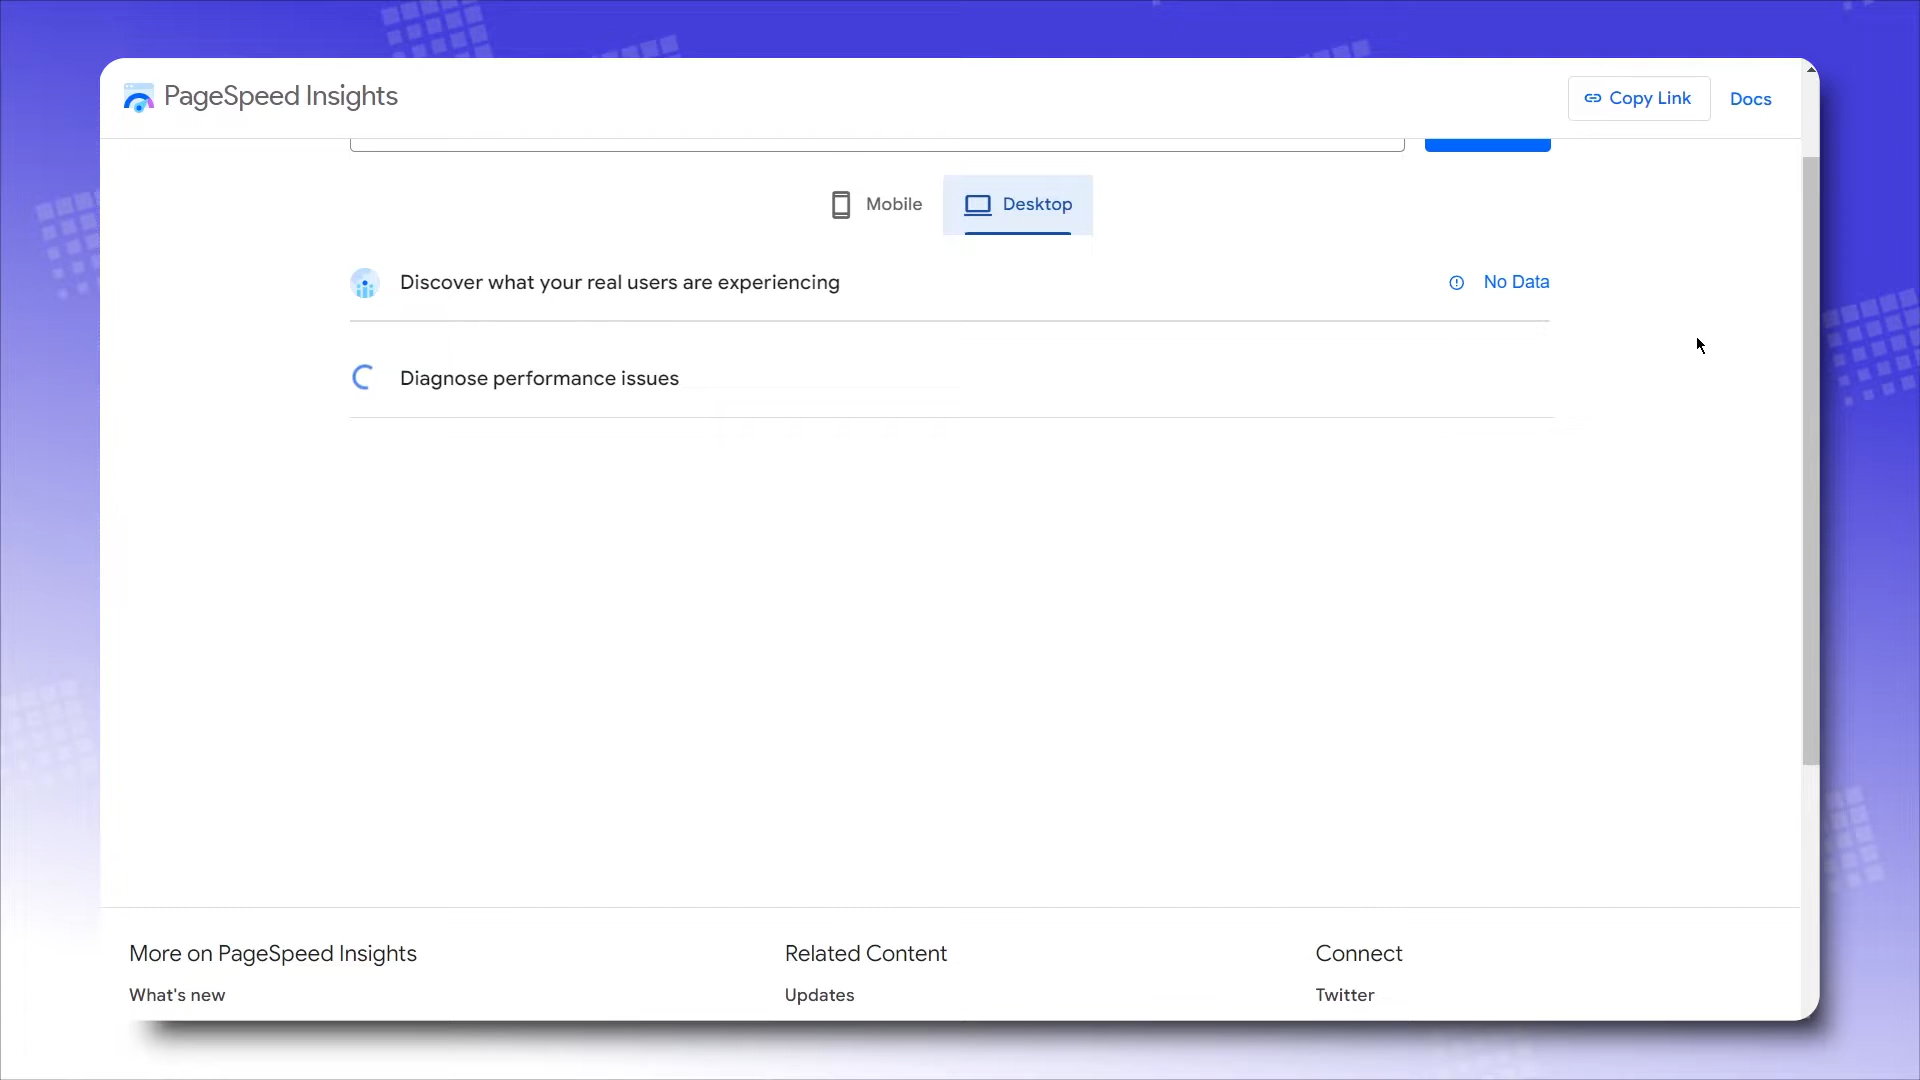 PageSpeed Insights
Copy Link
Docs
Mobile
Desktop
Discover what your real users are experiencing
No Data
Diagnose performance issues
More on PageSpeed Insights
Related Content
Connect
What's new
Updates
Twitter